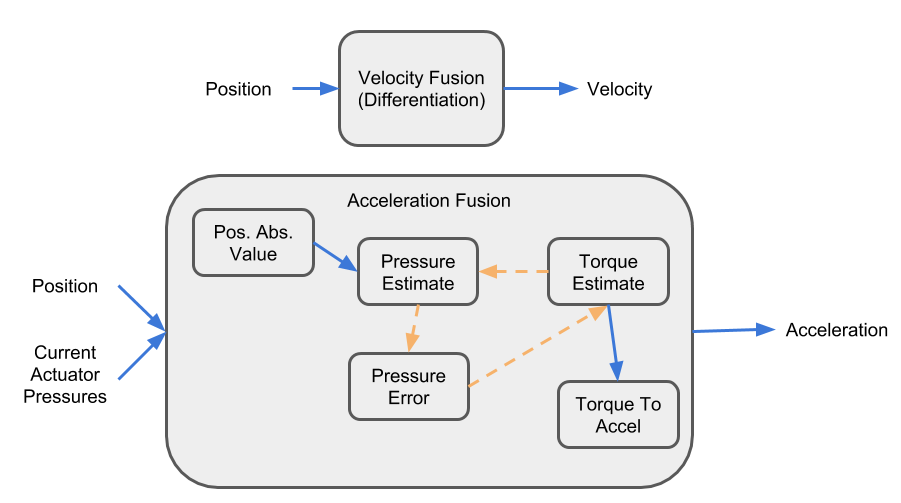 Position
Velocity Fusion
(Differentiation)
Velocity
Acceleration Fusion
Pos. Abs.
Value
Pressure
Estimate
Torque
Estimate
Position
Current
Actuator
Pressures
Pressure
Error
Torque To
Accel
Acceleration